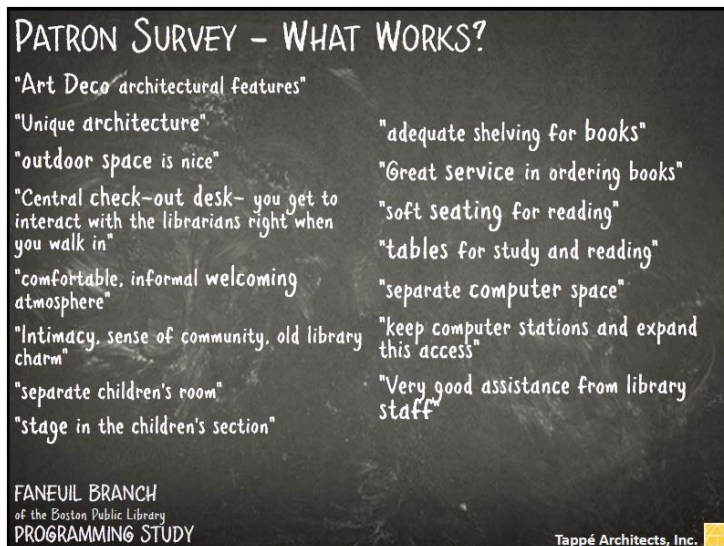 PATRON SURVEY – WHAT WORKS?
"Art Deco architectural features"
"Unique architecture"
"outdoor space is nice"
"Central check-out desk- you get to
interact with the librarians right when
you walk in"
"comfortable, informal welcoming
atmosphere"
"Intimacy, sense of community, old library
charm"
"separate children's room"
"stage in the children's section"
"adequate shelving for books"
"Great service in ordering books"
"soft seating for reading"
"tables for study and reading"
"separate computer space"
"keep computer stations and expand
this access"
"Very good assistance from library
staff"
FANEUIL BRANCH
of the Boston Public Library
PROGRAMMING STUDY
Tappé Architects, Inc.